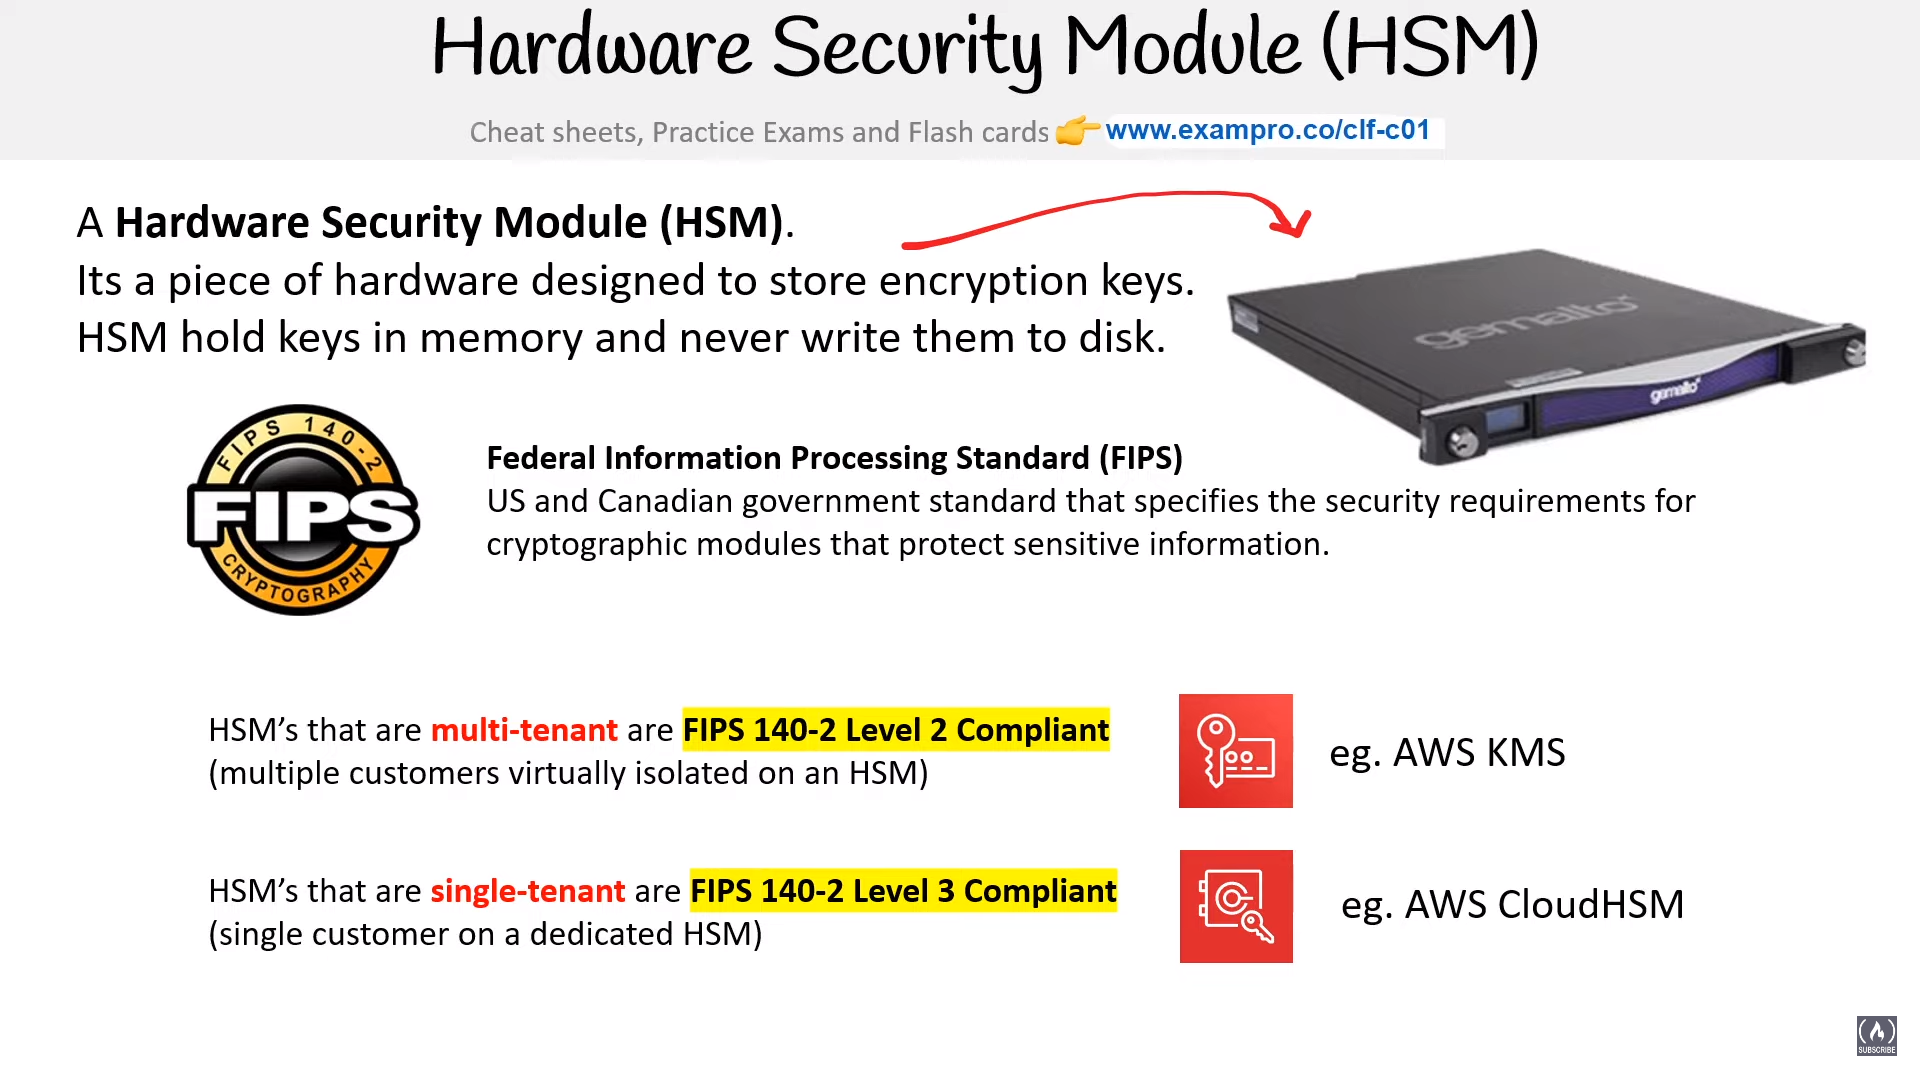 Hardware Security Module (HSM)
Cheat sheets, Practice Exams and Flash cards 👉 www.exampro.co/clf-c01
A Hardware Security Module (HSM).
Its a piece of hardware designed to store encryption keys.
HSM hold keys in memory and never write them to disk.
gemalto
gemalto
FIPS 140-2
FIPS
CRYPTOGRAPHY
Federal Information Processing Standard (FIPS)
US and Canadian government standard that specifies the security requirements for
cryptographic modules that protect sensitive information.
HSM’s that are multi-tenant are FIPS 140-2 Level 2 Compliant
(multiple customers virtually isolated on an HSM)
eg. AWS KMS
HSM’s that are single-tenant are FIPS 140-2 Level 3 Compliant
(single customer on a dedicated HSM)
eg. AWS CloudHSM
SUBSCRIBE